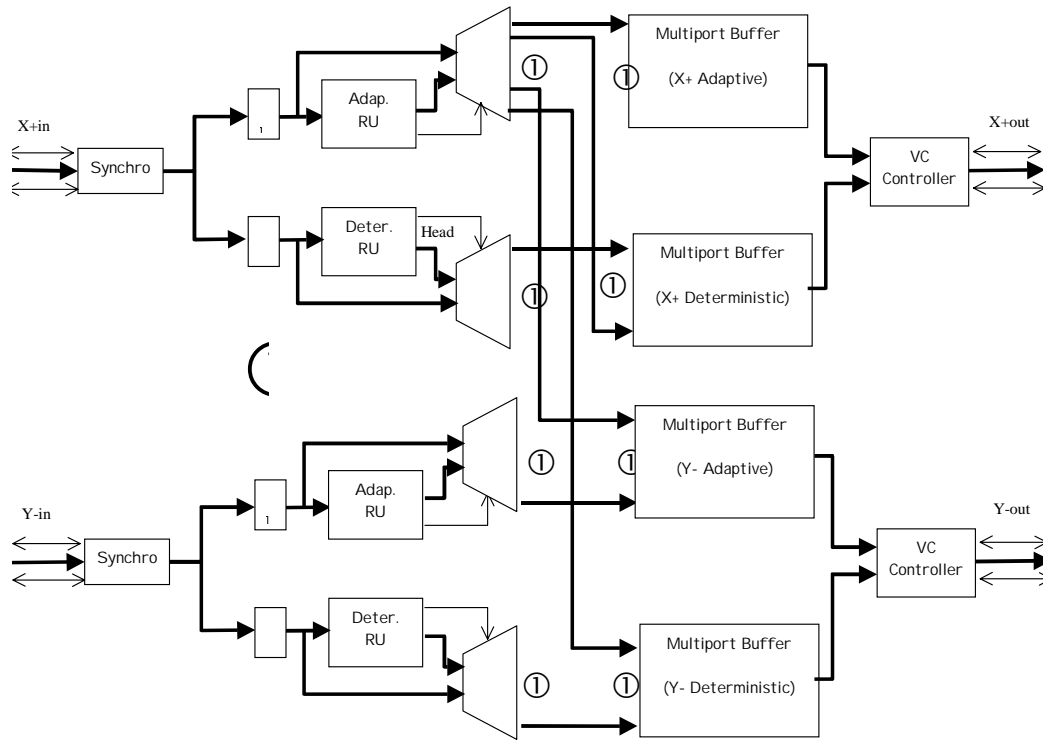 Multiport Buffer
(X+ Adaptive)
①
①
Adap.
RU
X+in
1
Synchro
X+out
VC
Controller
Deter.
RU
Head
Multiport Buffer
(X+ Deterministic)
①
①
Multiport Buffer
(Y- Adaptive)
①
①
Adap.
RU
Y-in
1
Synchro
Y-out
VC
Controller
Deter.
RU
Multiport Buffer
(Y- Deterministic)
①
①